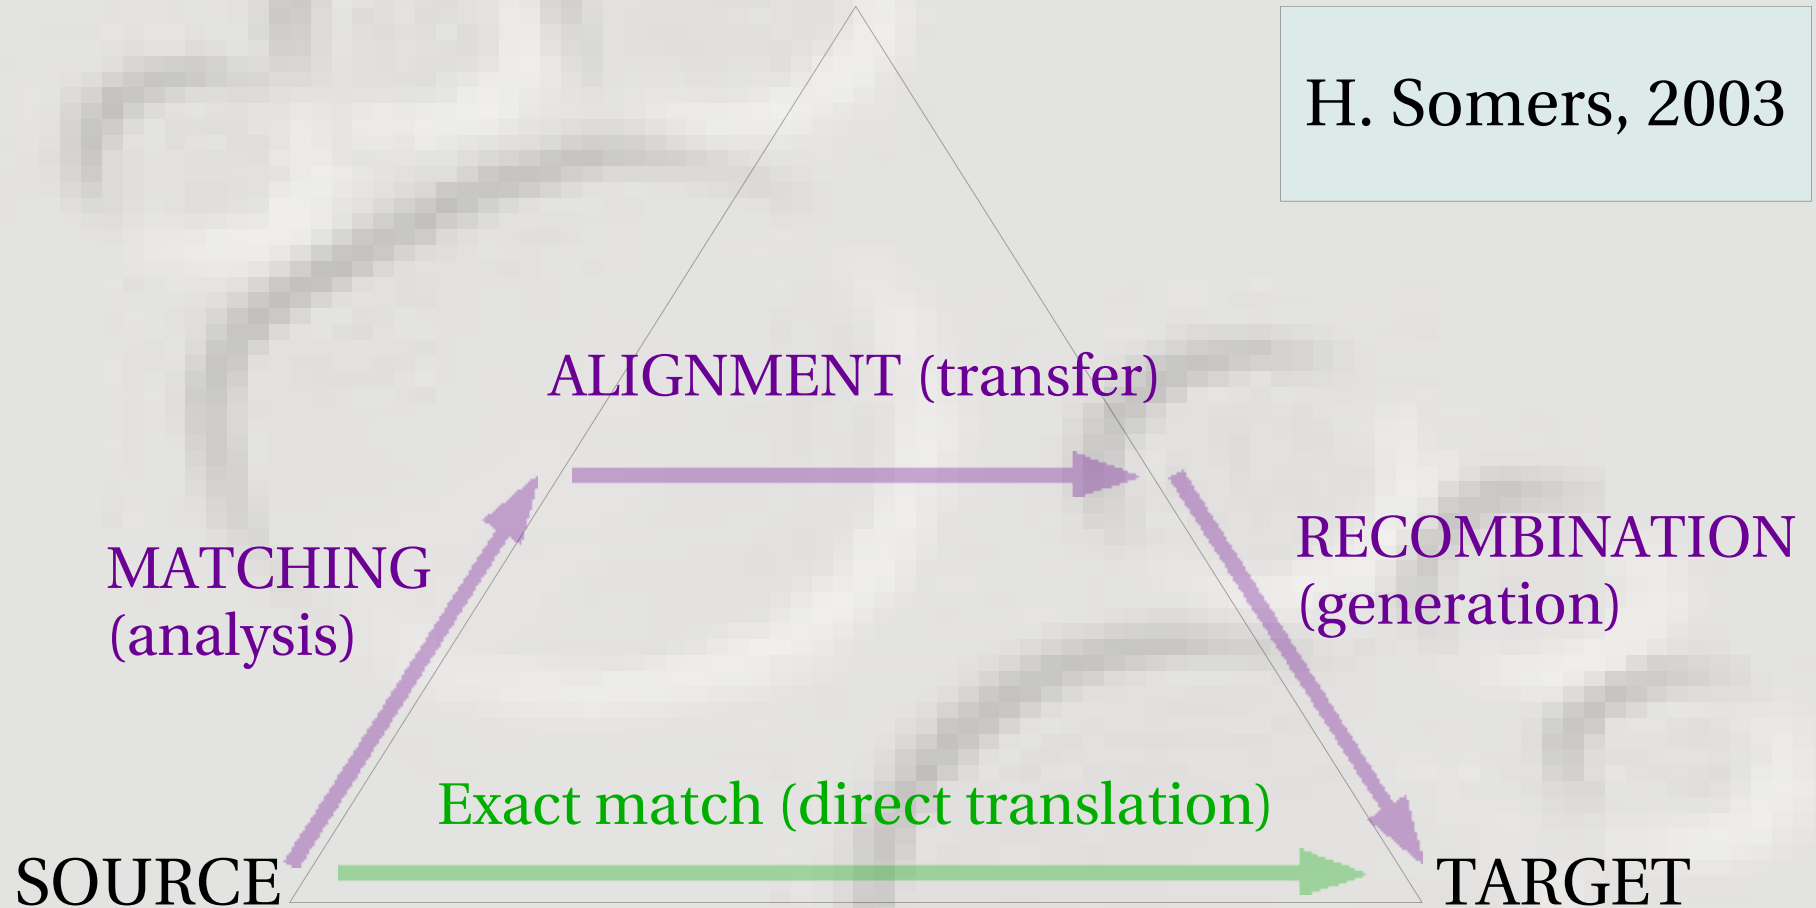 H. Somers, 2003
ALIGNMENT (transfer)
MATCHING
(analysis)
RECOMBINATION
(generation)
Exact match (direct translation)
SOURCE
TARGET